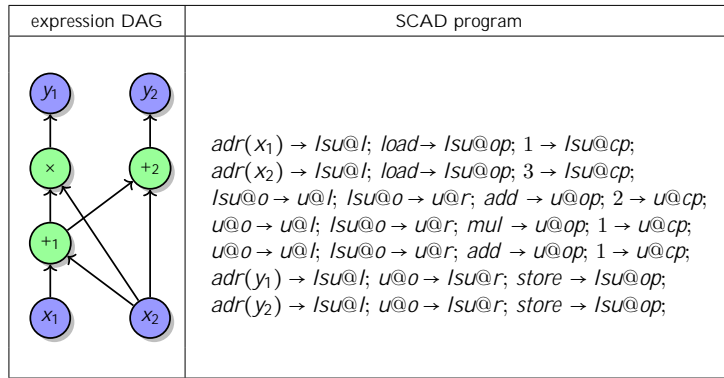 expression DAG
SCAD program
y₁ y₂
× +₂
+₁
x₁ x₂
adr(x₁) → lsu@l; load→ lsu@op; 1 → lsu@cp;
adr(x₂) → lsu@l; load→ lsu@op; 3 → lsu@cp;
lsu@o → u@l; lsu@o → u@r; add → u@op; 2 → u@cp;
u@o → u@l; lsu@o → u@r; mul → u@op; 1 → u@cp;
u@o → u@l; lsu@o → u@r; add → u@op; 1 → u@cp;
adr(y₁) → lsu@l; u@o → lsu@r; store → lsu@op;
adr(y₂) → lsu@l; u@o → lsu@r; store → lsu@op;